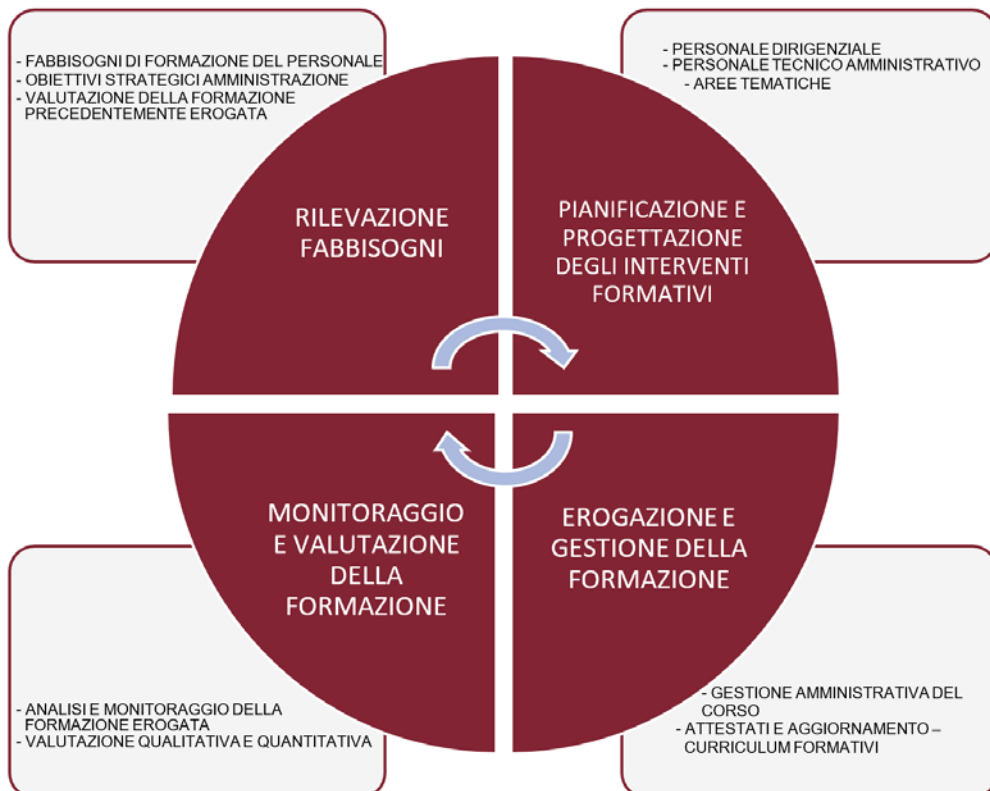 - FABBISOGNI DI FORMAZIONE DEL PERSONALE
- OBIETTIVI STRATEGICI AMMINISTRAZIONE
- VALUTAZIONE DELLA FORMAZIONE
PRECEDENTEMENTE EROGATA
- PERSONALE DIRIGENZIALE
- PERSONALE TECNICO AMMINISTRATIVO
- AREE TEMATICHE
RILEVAZIONE
FABBISOGNI
PIANIFICAZIONE E
PROGETTAZIONE
DEGLI INTERVENTI
FORMATIVI
MONITORAGGIO
E VALUTAZIONE
DELLA
FORMAZIONE
EROGAZIONE E
GESTIONE DELLA
FORMAZIONE
- ANALISI E MONITORAGGIO DELLA
FORMAZIONE EROGATA
- VALUTAZIONE QUALITATIVA E QUANTITATIVA
- GESTIONE AMMINISTRATIVA DEL
CORSO
- ATTESTATI E AGGIORNAMENTO –
CURRICULUM FORMATIVI